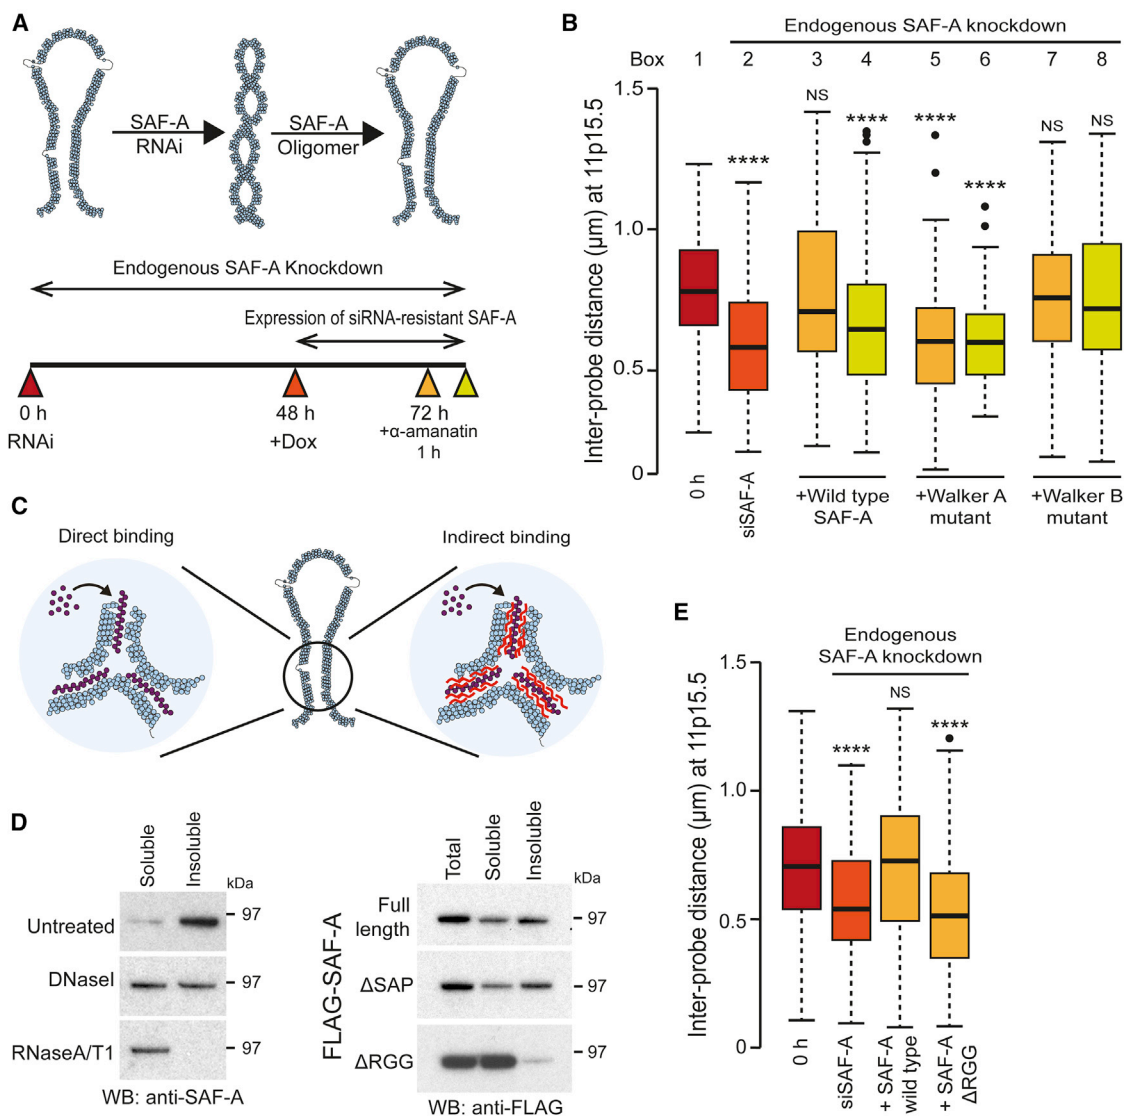 A
SAF-A
RNAi
SAF-A
Oligomer
Endogenous SAF-A Knockdown
Expression of siRNA-resistant SAF-A
0 h
RNAi
48 h
+Dox
72 h
+α-amanatin
1 h
B
Endogenous SAF-A knockdown
Box 1 2 3 4 5 6 7 8
Inter-probe distance (µm) at 11p15.5
1.5
1.0
0.5
0
****
NS
****
****
****
NS
NS
0 h
siSAF-A
+Wild type
SAF-A
+Walker A
mutant
+Walker B
mutant
C
Direct binding
Indirect binding
D
Soluble
Insoluble
kDa
Untreated
97
DNaseI
97
RNaseA/T1
97
WB: anti-SAF-A
FLAG-SAF-A
Total
Soluble
Insoluble
kDa
Full
length
97
ΔSAP
97
ΔRGG
97
WB: anti-FLAG
E
Endogenous
SAF-A knockdown
Inter-probe distance (µm) at 11p15.5
1.5
1.0
0.5
0
****
NS
****
0 h
siSAF-A
+ SAF-A
wild type
+ SAF-A
ΔRGG